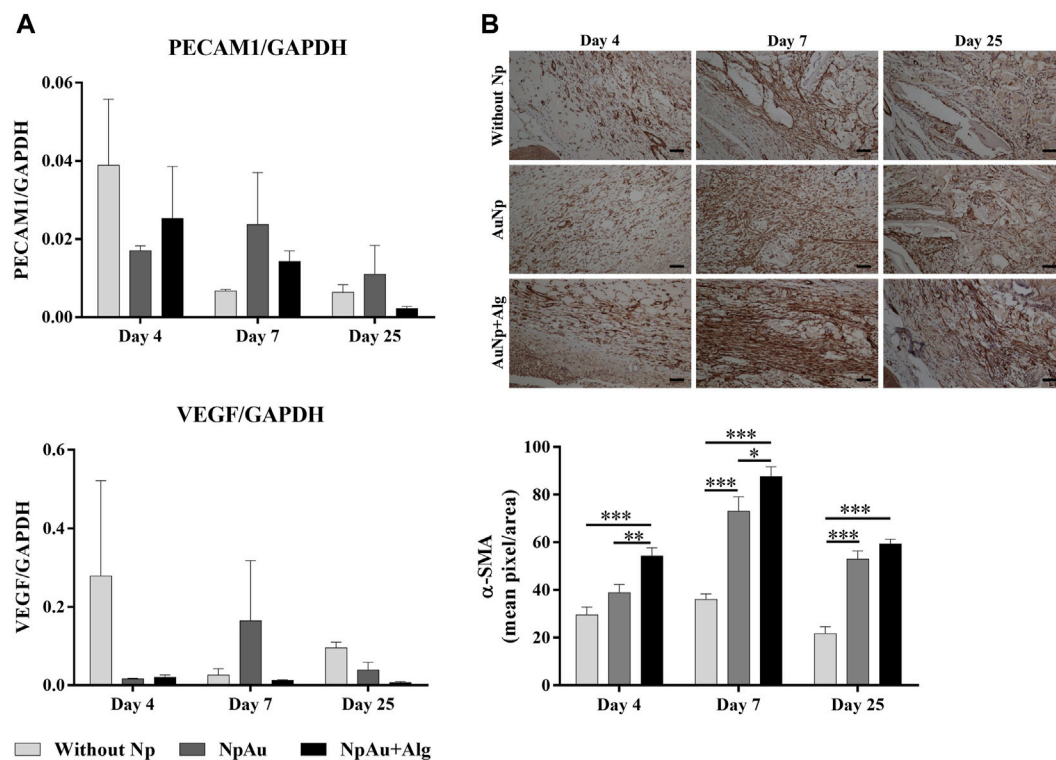 A
PECAM1/GAPDH
PECAM1/GAPDH
0.06
0.04
0.02
0.00
Day 4 Day 7 Day 25
VEGF/GAPDH
VEGF/GAPDH
0.6
0.4
0.2
0.0
Day 4 Day 7 Day 25
Without Np NpAu NpAu+Alg
B
Day 4 Day 7 Day 25
Without Np
AuNp
AuNp+Alg
α-SMA
(mean pixel/area)
100
80
60
40
20
0
*** ** *** *** * *** ***
Day 4 Day 7 Day 25